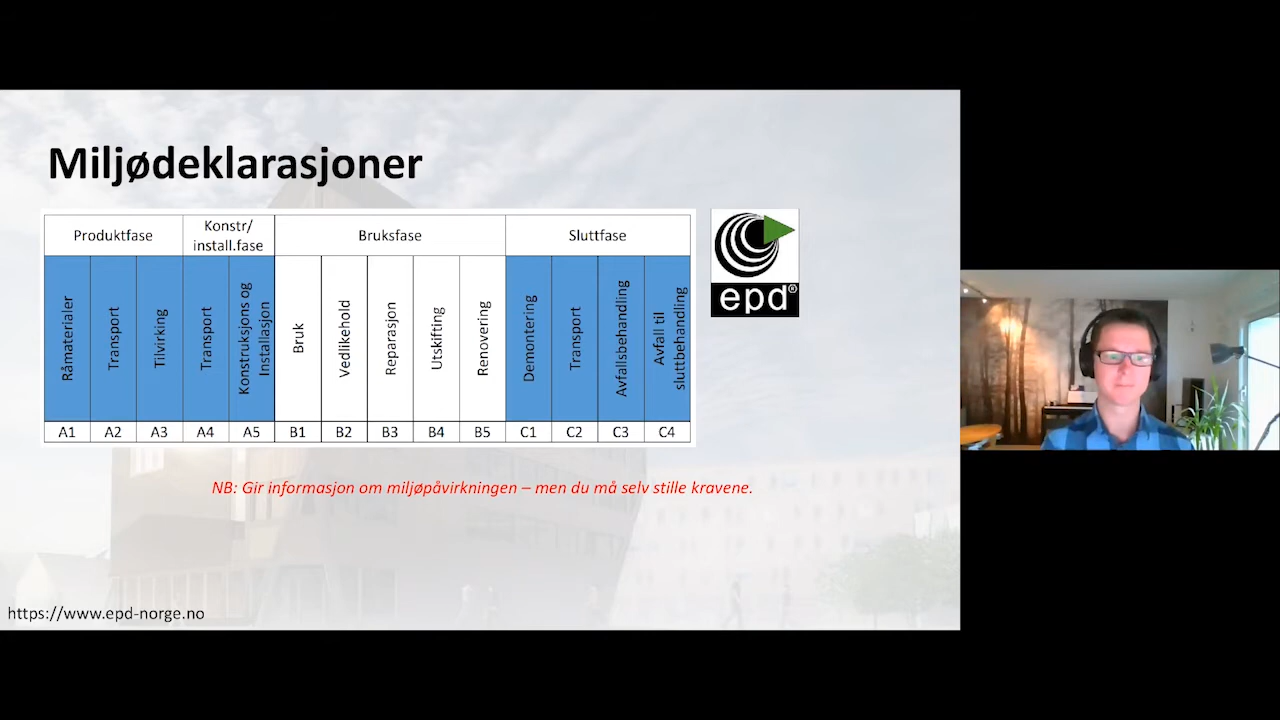 Miljødeklarasjoner
Produktfase
Konstr/
install.fase
Bruksfase
Sluttfase
Råmaterialer
Transport
Tilvirking
Transport
Konstruksjons og
Installasjon
Bruk
Vedlikehold
Reparasjon
Utskifting
Renovering
Demontering
Transport
Avfallsbehandling
Avfall til
sluttbehandling
A1 A2 A3 A4 A5 B1 B2 B3 B4 B5 C1 C2 C3 C4
epd®
NB: Gir informasjon om miljøpåvirkningen – men du må selv stille kravene.
https://www.epd-norge.no